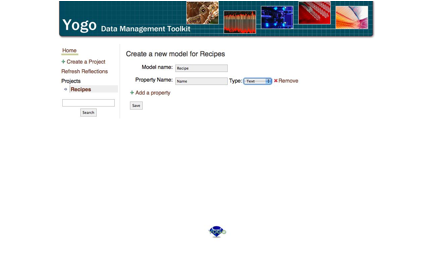 Yogo Data Management Toolkit
Home
Create a Project
Refresh Reflections
Projects
Recipes
Search
Create a new model for Recipes
Model name: Recipe
Property Name: Name Type: Text Remove
Add a property
Save